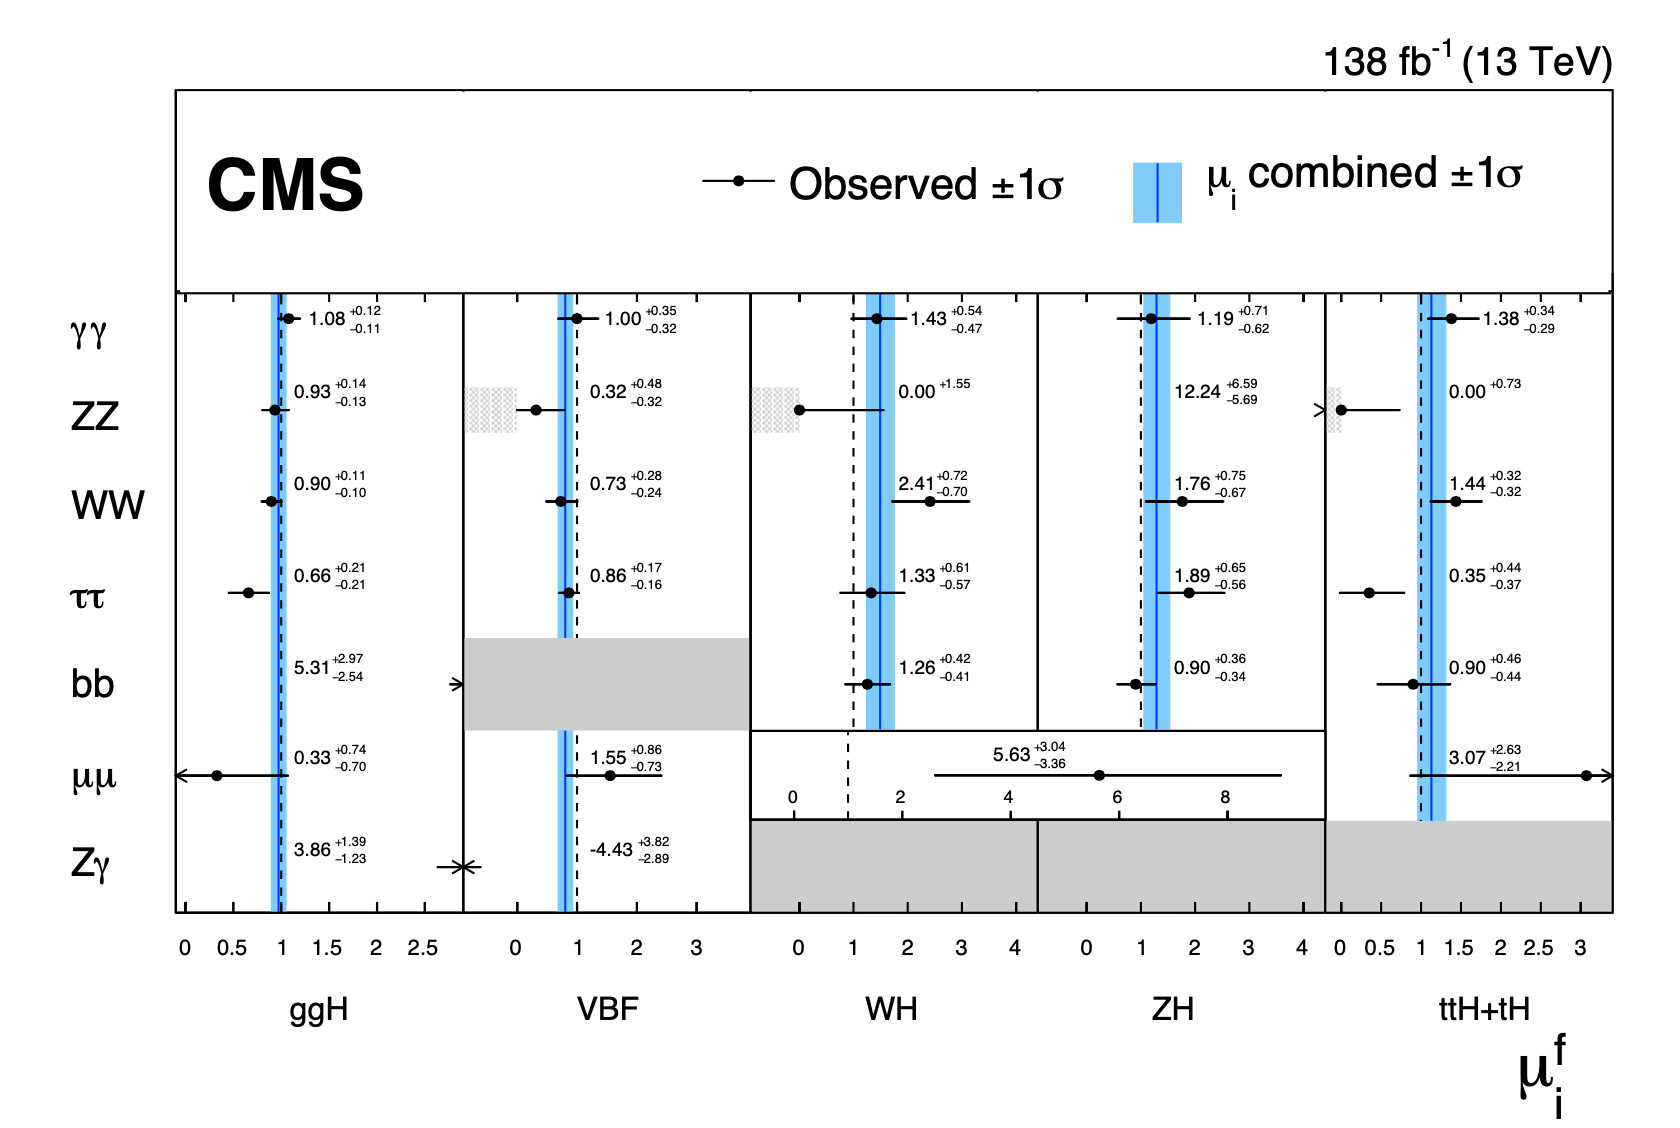 138 fb-1 (13 TeV)
CMS Observed ±1σ μi combined ±1σ
γγ 1.08 +0.12 −0.11 1.00 +0.35 −0.32 1.43 +0.54 −0.47 1.19 +0.71 −0.62 1.38 +0.34 −0.29
ZZ 0.93 +0.14 −0.13 0.32 +0.48 −0.32 0.00 +1.55 12.24 +6.59 −5.69 0.00 +0.73
WW 0.90 +0.11 −0.10 0.73 +0.28 −0.24 2.41 +0.72 −0.70 1.76 +0.75 −0.67 1.44 +0.32 −0.32
ττ 0.66 +0.21 −0.21 0.86 +0.17 −0.16 1.33 +0.61 −0.57 1.89 +0.65 −0.56 0.35 +0.44 −0.37
bb 5.31 +2.97 −2.54 1.26 +0.42 −0.41 0.90 +0.36 −0.34 0.90 +0.46 −0.44
μμ 0.33 +0.74 −0.70 1.55 +0.86 −0.73 5.63 +3.04 −3.36 3.07 +2.63 −2.21
0 2 4 6 8
Zγ 3.86 +1.39 −1.23 -4.43 +3.82 −2.89
0 0.5 1 1.5 2 2.5 0 1 2 3 0 1 2 3 4 0 1 2 3 4 0 0.5 1 1.5 2 2.5 3
ggH VBF WH ZH ttH+tH
μif